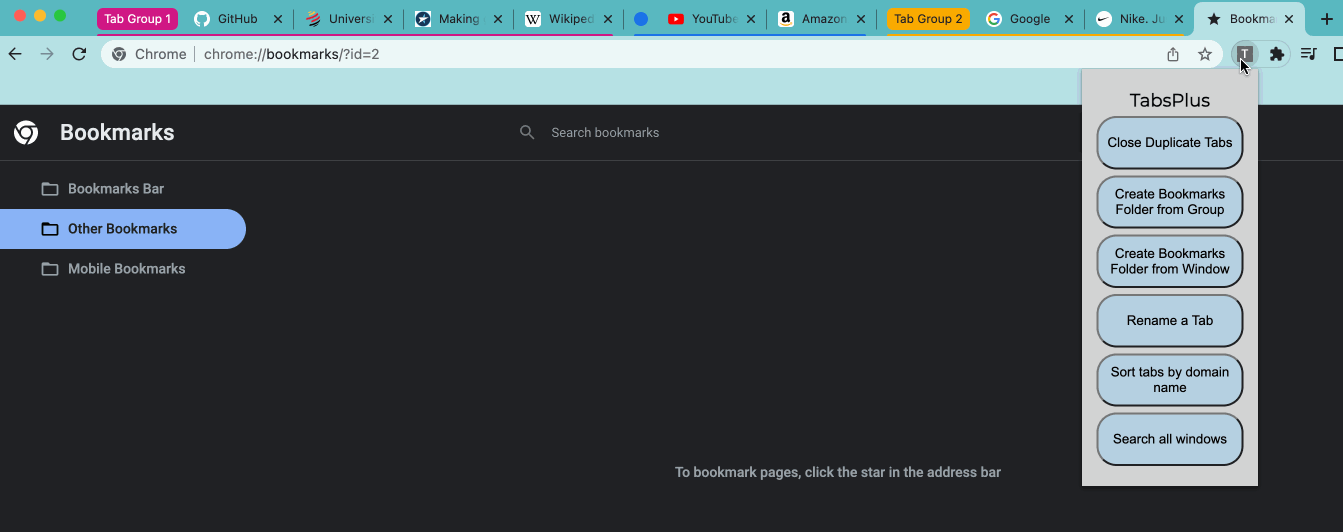 Tab Group 1
GitHub
Universi
Making
Wikiped
YouTube
Amazon
Tab Group 2
Google
Nike. Ju
Bookma
Chrome
chrome://bookmarks/?id=2
T
TabsPlus
Close Duplicate Tabs
Create Bookmarks
Folder from Group
Create Bookmarks
Folder from Window
Rename a Tab
Sort tabs by domain
name
Search all windows
Bookmarks
Search bookmarks
Bookmarks Bar
Other Bookmarks
Mobile Bookmarks
To bookmark pages, click the star in the address bar